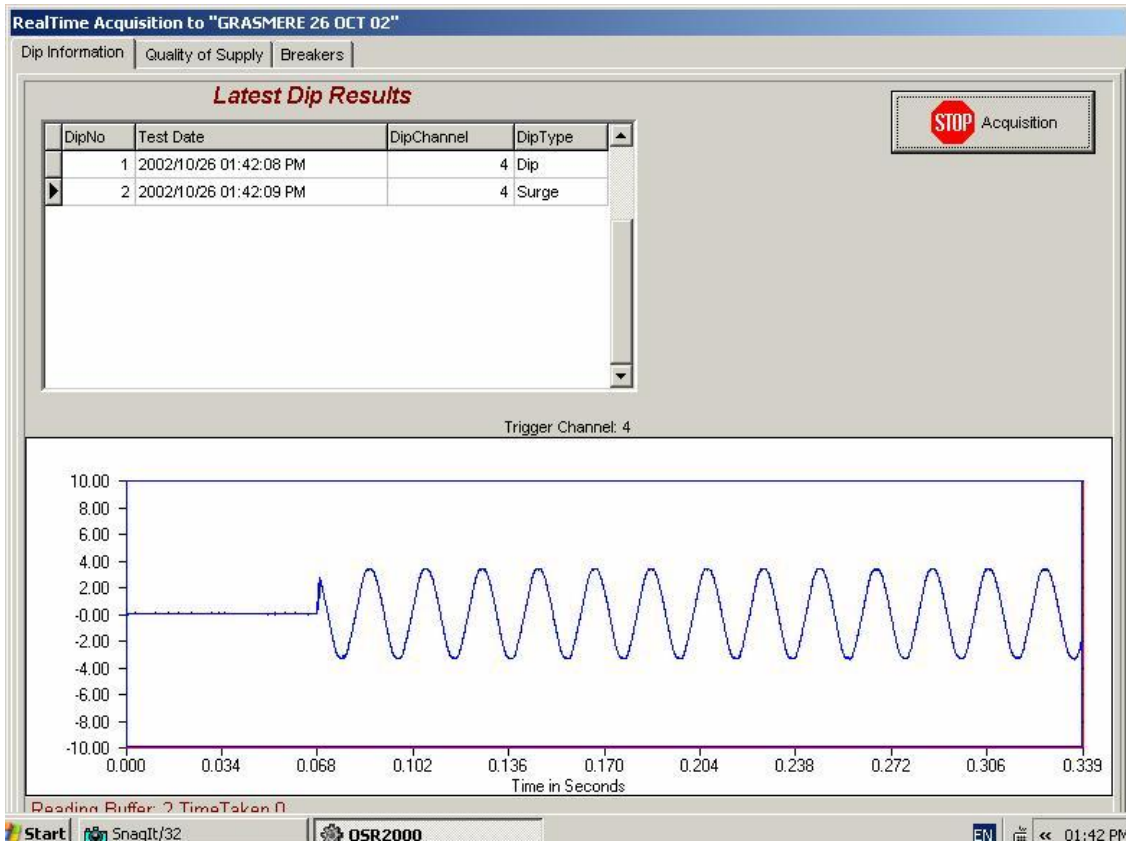 RealTime Acquisition to "GRASMERE 26 OCT 02"
Dip Information Quality of Supply Breakers
Latest Dip Results
STOP Acquisition
DipNo Test Date DipChannel DipType
1 2002/10/26 01:42:08 PM 4 Dip
2 2002/10/26 01:42:09 PM 4 Surge
Trigger Channel: 4
10.00
8.00
6.00
4.00
2.00
-0.00
-2.00
-4.00
-6.00
-8.00
-10.00
0.000 0.034 0.068 0.102 0.136 0.170 0.204 0.238 0.272 0.306 0.339
Time in Seconds
Reading Buffer: 2 TimeTaken 0
Start SnagIt/32 QSR2000 EN « 01:42 PM